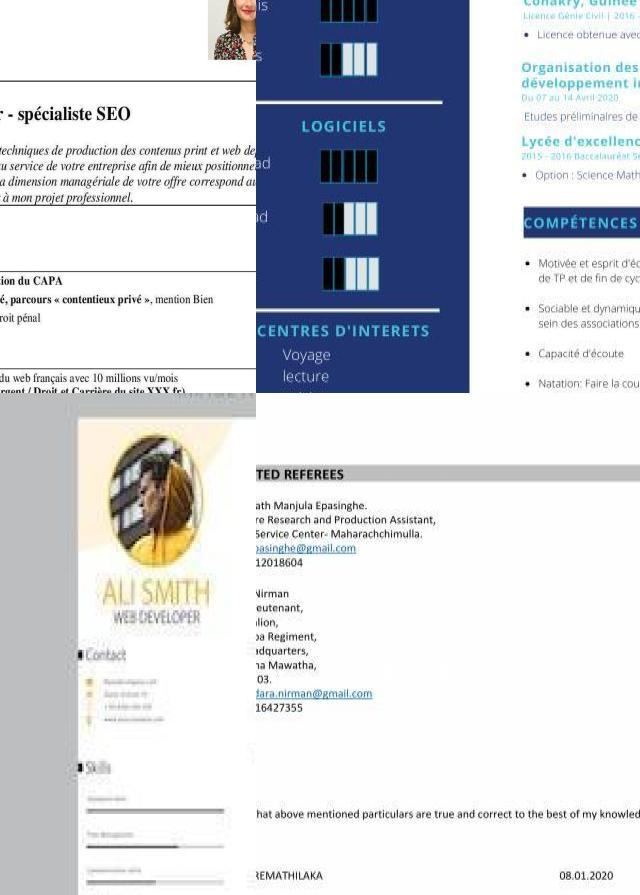 r - spécialiste SEO
techniques de production des contenus print et web de
au service de votre entreprise afin de mieux positionne
a dimension managériale de votre offre correspond au
t à mon projet professionnel.
tion du CAPA
é, parcours « contentieux privé », mention Bien
roit pénal
du web français avec 10 millions vu/mois
rgent / Droit et Carrière du site XXX.fr)
is
s
LOGICIELS
ad
ad
CENTRES D'INTERETS
Voyage
lecture
Conakry, Guinée
Licence Génie Civil | 2016 -
Licence obtenue avec
Organisation des
développement in
Du 07 au 14 Avril 2020
Etudes préliminaires de
Lycée d'excellenc
2015 - 2016 Baccalauréat Se
Option : Science Math
COMPÉTENCES
Motivée et esprit d'éc
de TP et de fin de cyc
Sociable et dynamiqu
sein des associations
Capacité d'écoute
Natation: Faire la cou
ALI SMITH
WEB DEVELOPER
Contact
Skills
TED REFEREES
ath Manjula Epasinghe.
re Research and Production Assistant,
Service Center- Maharachchimulla.
pasinghe@gmail.com
12018604
Nirman
eutenant,
lion,
ba Regiment,
adquarters,
na Mawatha,
03.
dara.nirman@gmail.com
16427355
hat above mentioned particulars are true and correct to the best of my knowled
REMATHILAKA
08.01.2020